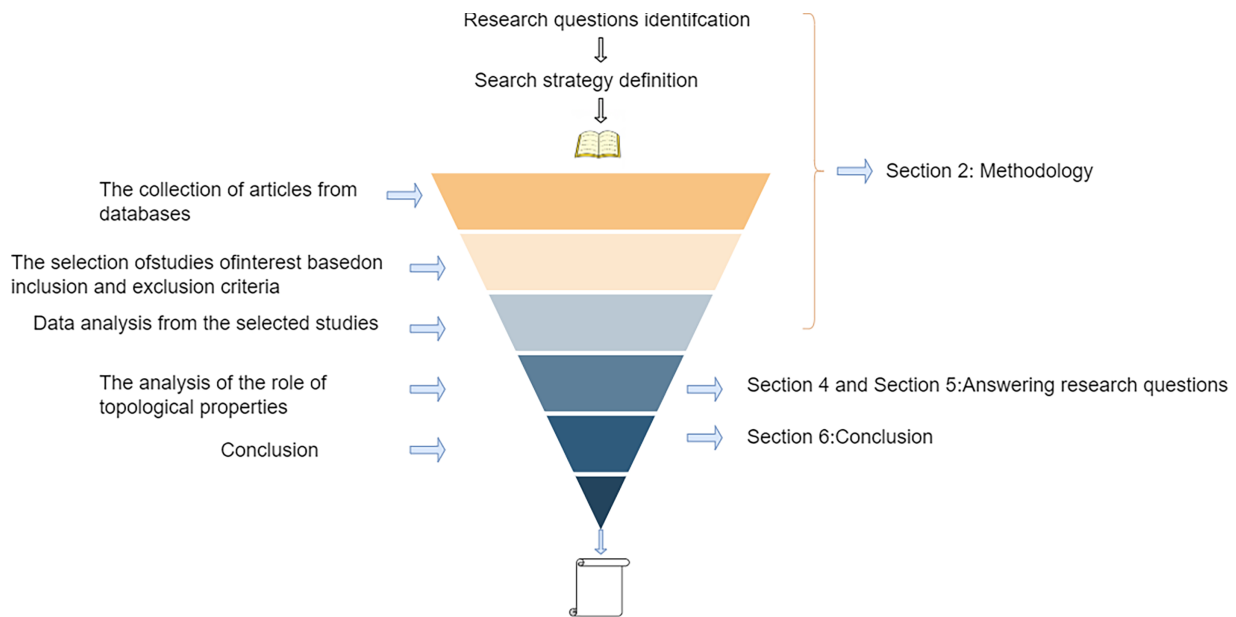 Research questions identifcation
Search strategy definition
Section 2: Methodology
The collection of articles from
databases
The selection ofstudies ofinterest basedon
inclusion and exclusion criteria
Data analysis from the selected studies
The analysis of the role of
topological properties
Section 4 and Section 5:Answering research questions
Conclusion
Section 6:Conclusion